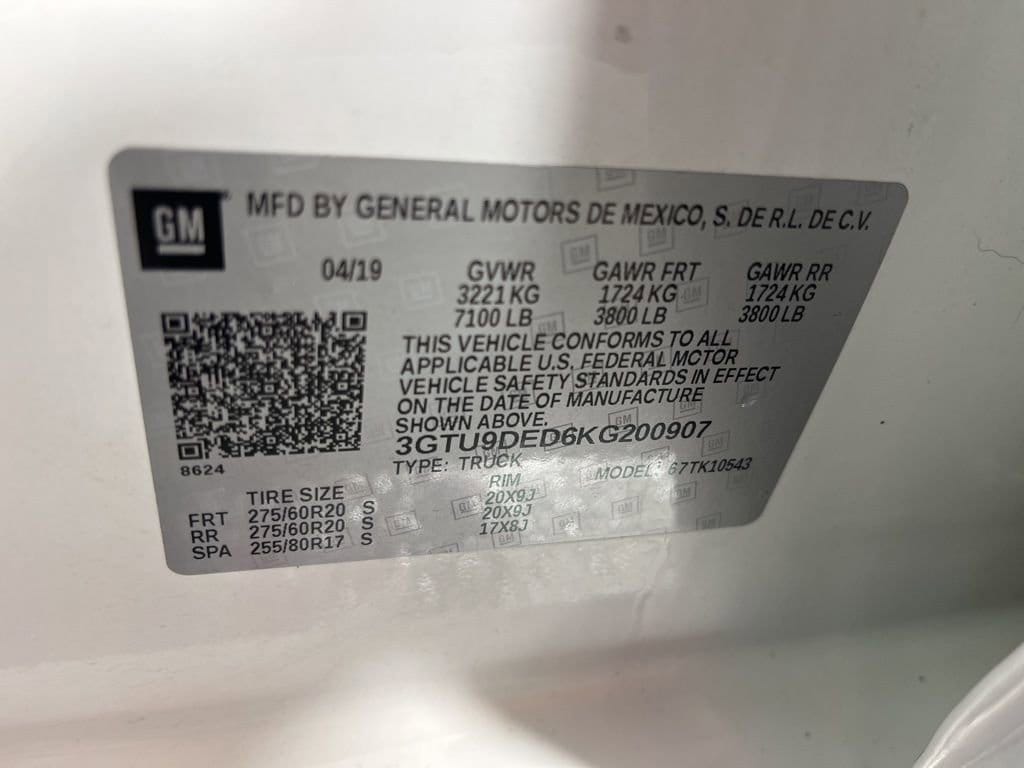 GM
MFD BY GENERAL MOTORS DE MEXICO, S. DE R.L. DE C.V.
04/19 GVWR GAWR FRT GAWR RR
3221 KG 1724 KG 1724 KG
7100 LB 3800 LB 3800 LB
THIS VEHICLE CONFORMS TO ALL
APPLICABLE U.S. FEDERAL MOTOR
VEHICLE SAFETY STANDARDS IN EFFECT
ON THE DATE OF MANUFACTURE
SHOWN ABOVE.
3GTU9DED6KG200907
8624
TYPE: TRUCK MODEL: 67TK10543
TIRE SIZE RIM
FRT 275/60R20 S 20X9J
RR 275/60R20 S 20X9J
SPA 255/80R17 S 17X8J